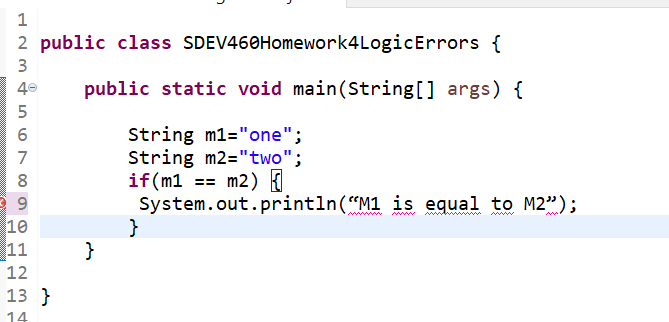 1
2 public class SDEV460Homework4LogicErrors {
3
4 public static void main(String[] args) {
5
6 String m1="one";
7 String m2="two";
8 if(m1 == m2) {
9 System.out.println(“M1 is equal to M2”);
10 }
11 }
12
13 }
14